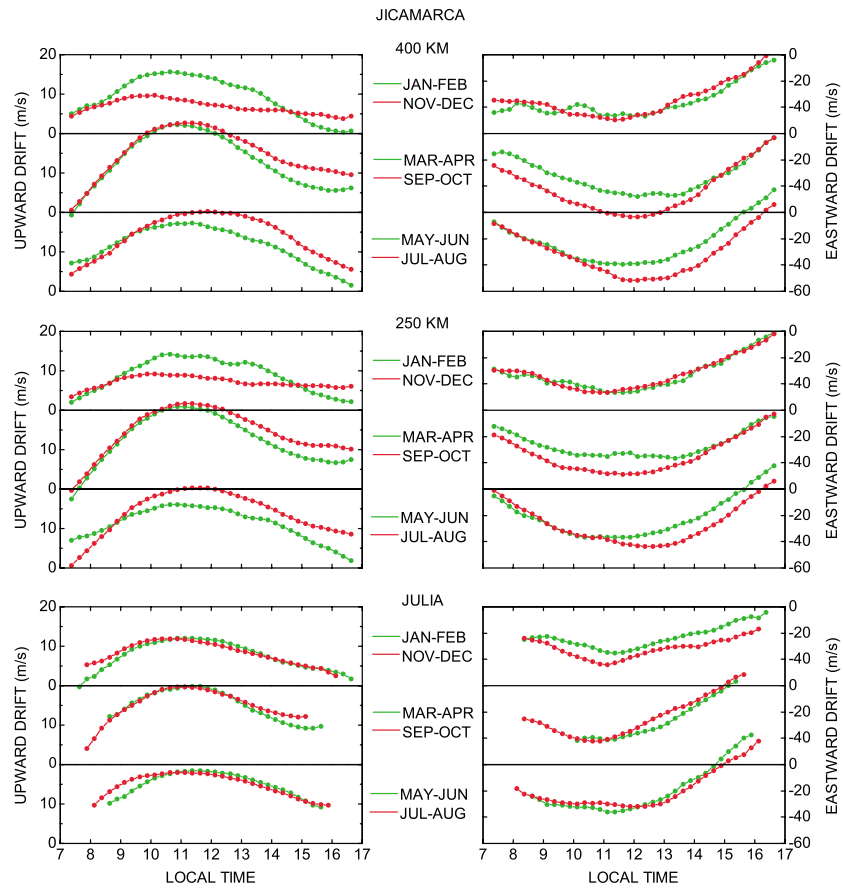 JICAMARCA
400 KM
20
10
0
10
0
10
0
UPWARD DRIFT (m/s)
JAN-FEB
NOV-DEC
MAR-APR
SEP-OCT
MAY-JUN
JUL-AUG
0
-20
-40
-20
-40
0
-20
-40
-60
EASTWARD DRIFT (m/s)
250 KM
20
10
0
10
0
10
0
UPWARD DRIFT (m/s)
JAN-FEB
NOV-DEC
MAR-APR
SEP-OCT
MAY-JUN
JUL-AUG
0
-20
-40
0
-20
-40
0
-20
-40
-60
EASTWARD DRIFT (m/s)
JULIA
20
10
0
10
0
10
0
UPWARD DRIFT (m/s)
JAN-FEB
NOV-DEC
MAR-APR
SEP-OCT
MAY-JUN
JUL-AUG
0
-20
-40
0
-20
-40
0
-20
-40
-60
EASTWARD DRIFT (m/s)
7 8 9 10 11 12 13 14 15 16 17
LOCAL TIME
7 8 9 10 11 12 13 14 15 16 17
LOCAL TIME